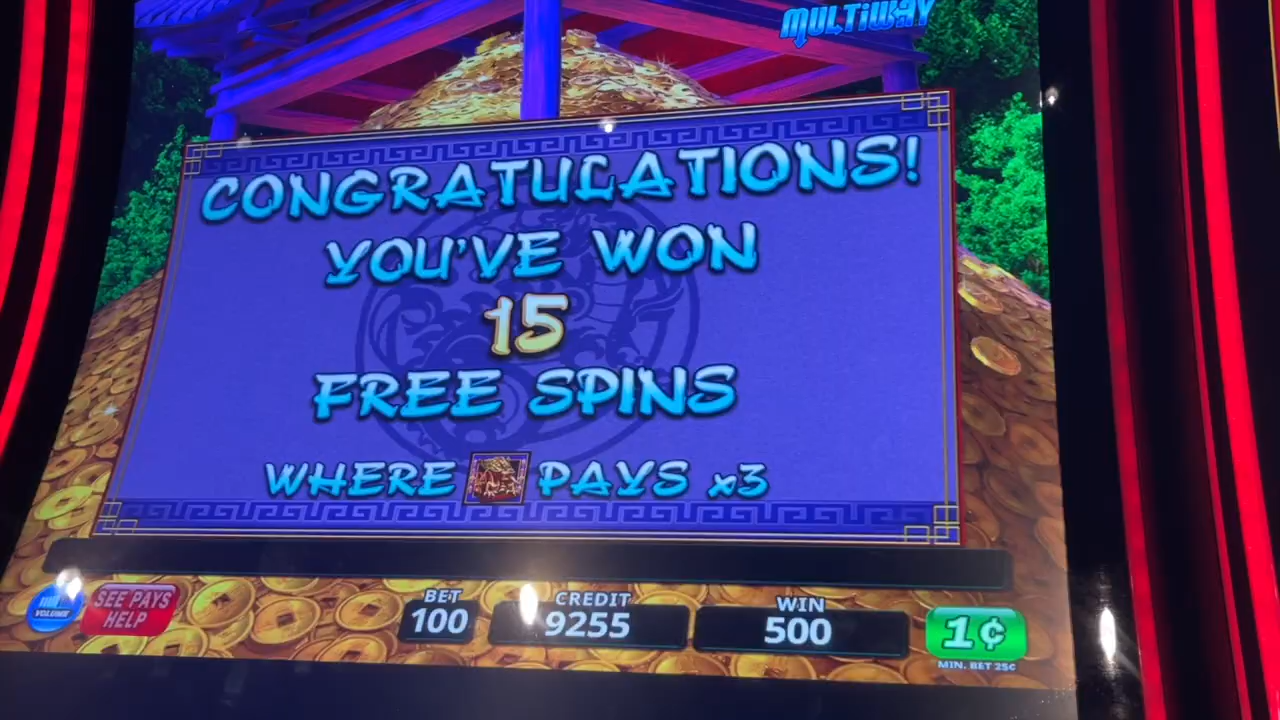 MULTIWAY
CONGRATULATIONS!
YOU'VE WON
15
FREE SPINS
WHERE PAYS x3
VOLUME
SEE PAYS
HELP
BET
100
CREDIT
9255
WIN
500
1¢
MIN. BET 25¢